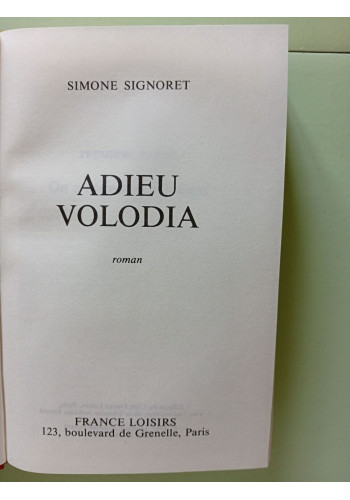 SIMONE SIGNORET
ADIEU
VOLODIA
roman
FRANCE LOISIRS
123, boulevard de Grenelle, Paris